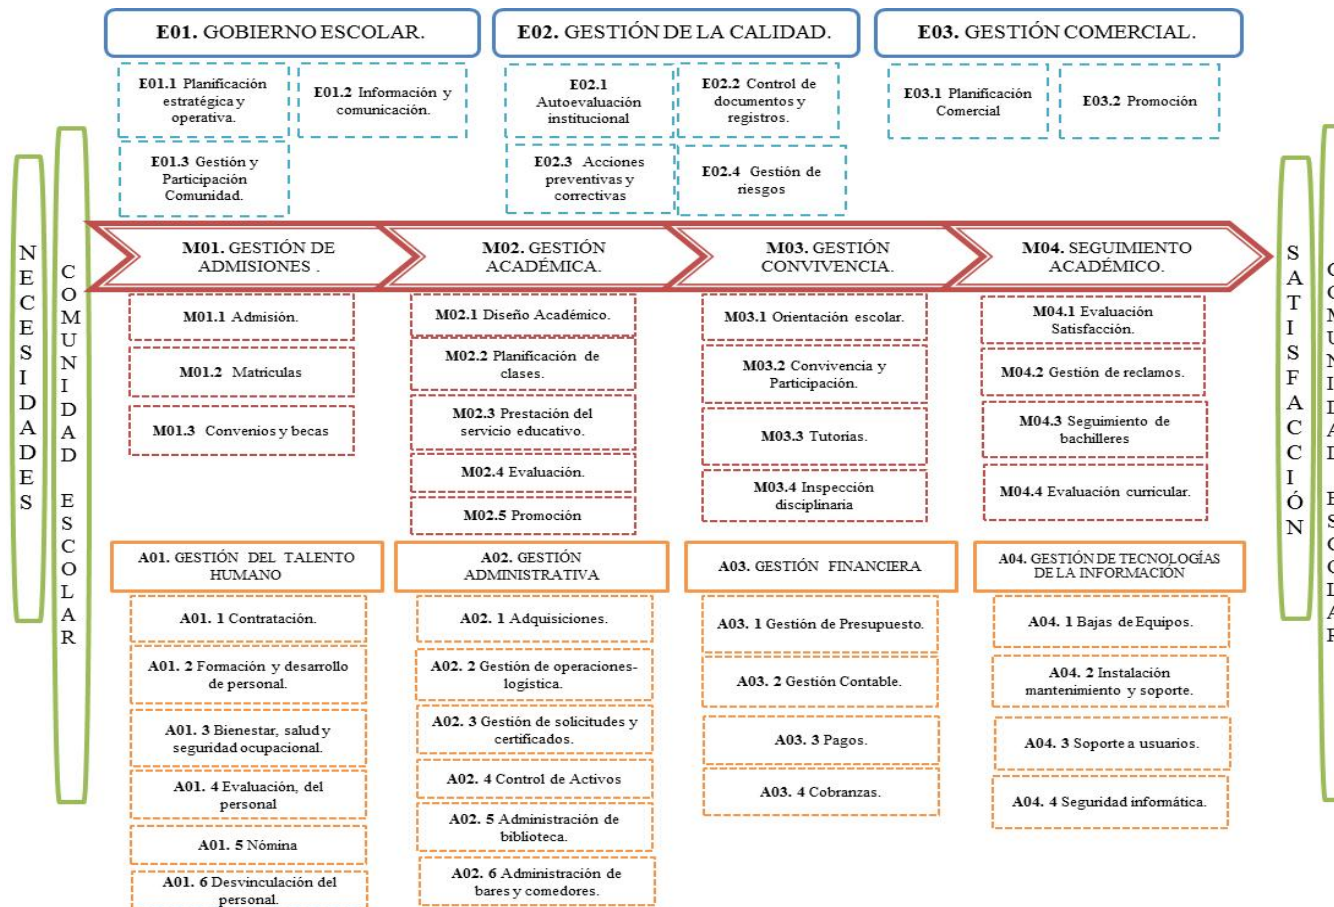 E01. GOBIERNO ESCOLAR.
E02. GESTIÓN DE LA CALIDAD.
E03. GESTIÓN COMERCIAL.
E01.1 Planificación
estratégica y
operativa.
E01.2 Información y
comunicación.
E01.3 Gestión y
Participación
Comunidad.
E02.1
Autoevaluación
institucional
E02.2 Control de
documentos y
registros.
E02.3 Acciones
preventivas y
correctivas
E02.4 Gestión de
riesgos
E03.1 Planificación
Comercial
E03.2 Promoción
NECESIDADES
COMUNIDAD ESCOLAR
M01. GESTIÓN DE
ADMISIONES .
M02. GESTIÓN
ACADÉMICA.
M03. GESTIÓN
CONVIVENCIA.
M04. SEGUIMIENTO
ACADÉMICO.
M01.1 Admisión.
M01.2 Matrículas
M01.3 Convenios y becas
M02.1 Diseño Académico.
M02.2 Planificación de
clases.
M02.3 Prestación del
servicio educativo.
M02.4 Evaluación.
M02.5 Promoción
M03.1 Orientación escolar.
M03.2 Convivencia y
Participación.
M03.3 Tutorías.
M03.4 Inspección
disciplinaria
M04.1 Evaluación
Satisfacción.
M04.2 Gestión de reclamos.
M04.3 Seguimiento de
bachilleres
M04.4 Evaluación curricular.
A01. GESTIÓN DEL TALENTO
HUMANO
A02. GESTIÓN
ADMINISTRATIVA
A03. GESTIÓN FINANCIERA
A04. GESTIÓN DE TECNOLOGÍAS
DE LA INFORMACIÓN
A01. 1 Contratación.
A01. 2 Formación y desarrollo
de personal.
A01. 3 Bienestar, salud y
seguridad ocupacional.
A01. 4 Evaluación, del
personal
A01. 5 Nómina
A01. 6 Desvinculación del
personal.
A02. 1 Adquisiciones.
A02. 2 Gestión de operaciones-
logística.
A02. 3 Gestión de solicitudes y
certificados.
A02. 4 Control de Activos
A02. 5 Administración de
biblioteca.
A02. 6 Administración de
bares y comedores.
A03. 1 Gestión de Presupuesto.
A03. 2 Gestión Contable.
A03. 3 Pagos.
A03. 4 Cobranzas.
A04. 1 Bajas de Equipos.
A04. 2 Instalación
mantenimiento y soporte.
A04. 3 Soporte a usuarios.
A04. 4 Seguridad informática.
SATISFACCIÓN
COMUNIDAD ESCOLAR